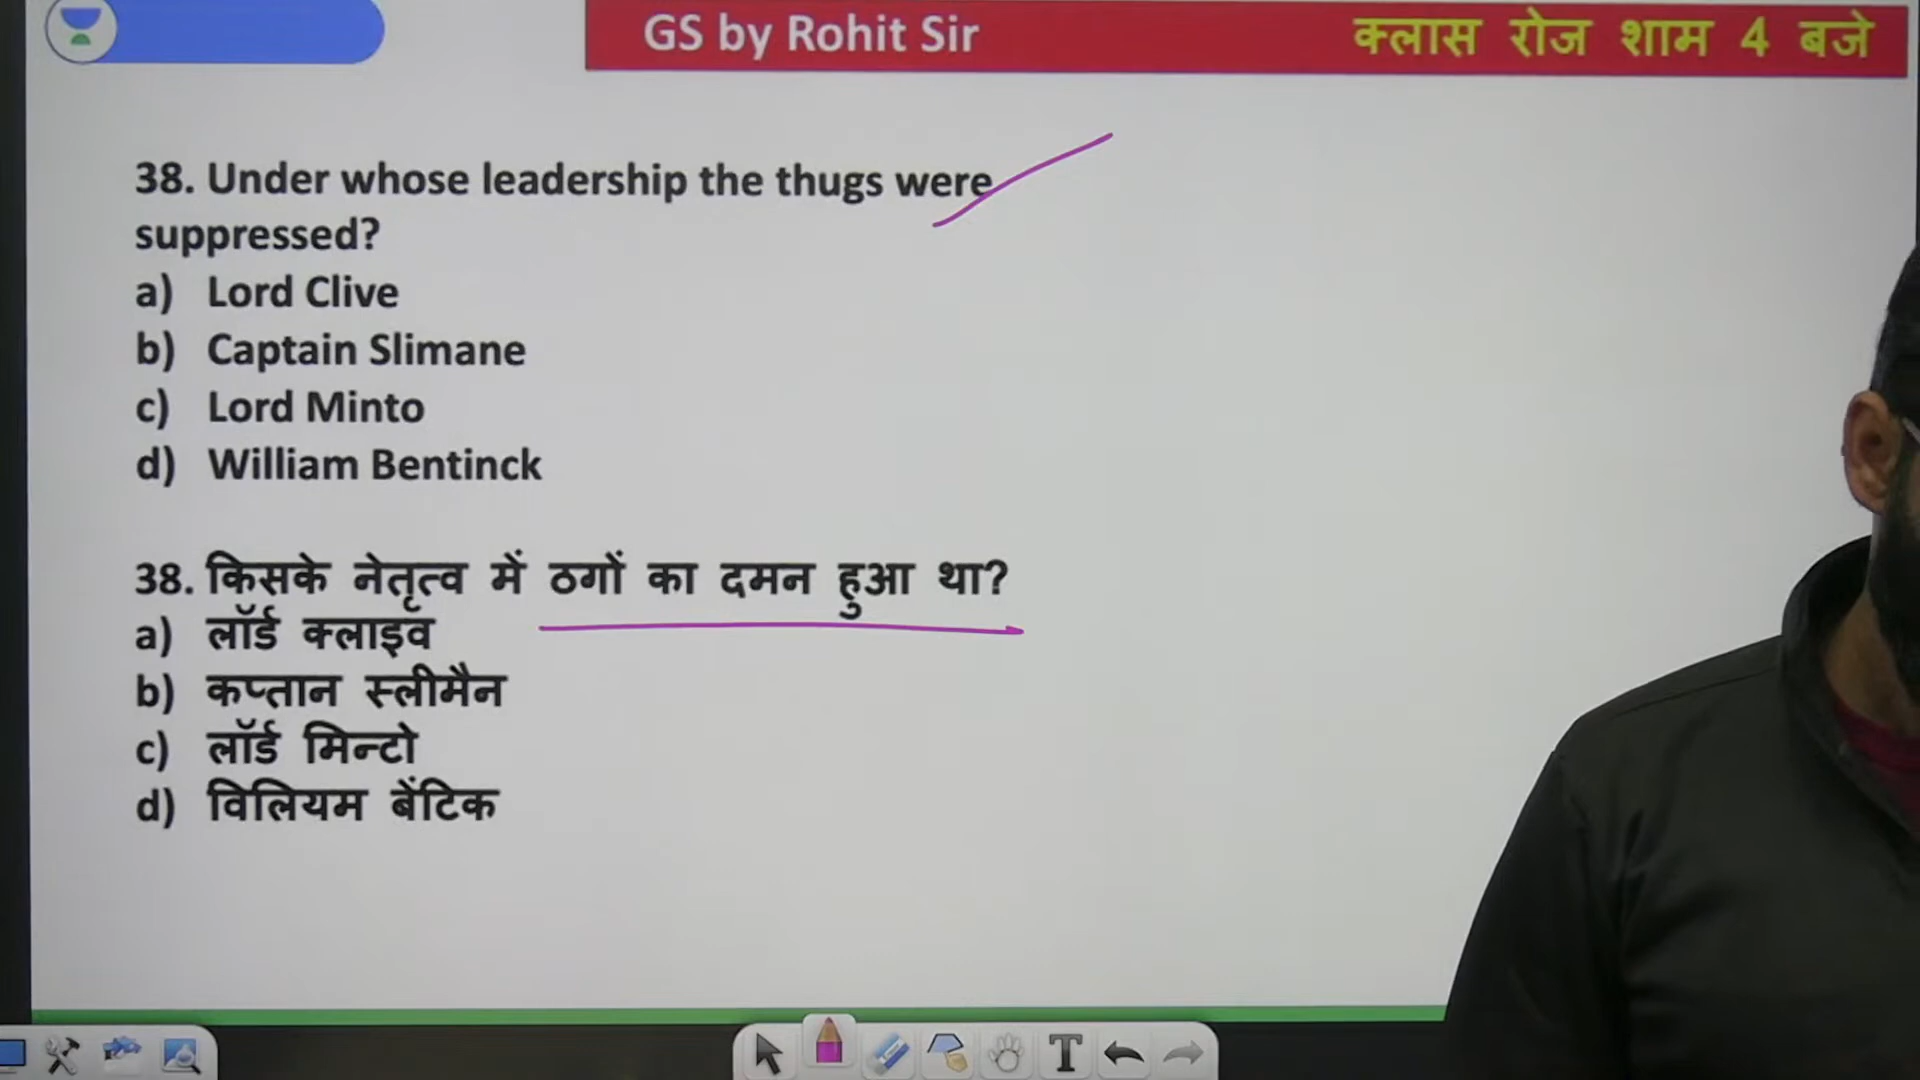 GS by Rohit Sir
क्लास रोज शाम 4 बजे
38. Under whose leadership the thugs were
suppressed?
a) Lord Clive
b) Captain Slimane
c) Lord Minto
d) William Bentinck
38. किसके नेतृत्व में ठगों का दमन हुआ था?
a) लॉर्ड क्लाइव
b) कप्तान स्लीमैन
c) लॉर्ड मिन्टो
d) विलियम बेंटिक
T